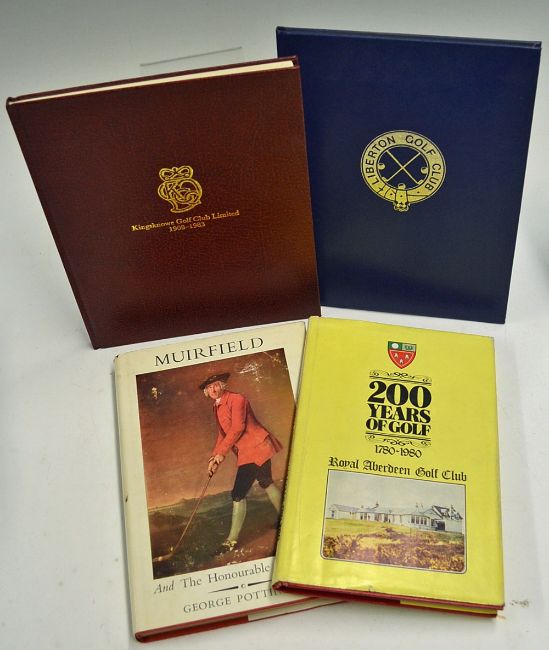 Kingsknowe Golf Club Limited
1908-1983
LIBERTON GOLF CLUB
MUIRFIELD
And The Honourable
GEORGE
200
YEARS
OF GOLF
1780-1980
Royal Aberdeen Golf Club